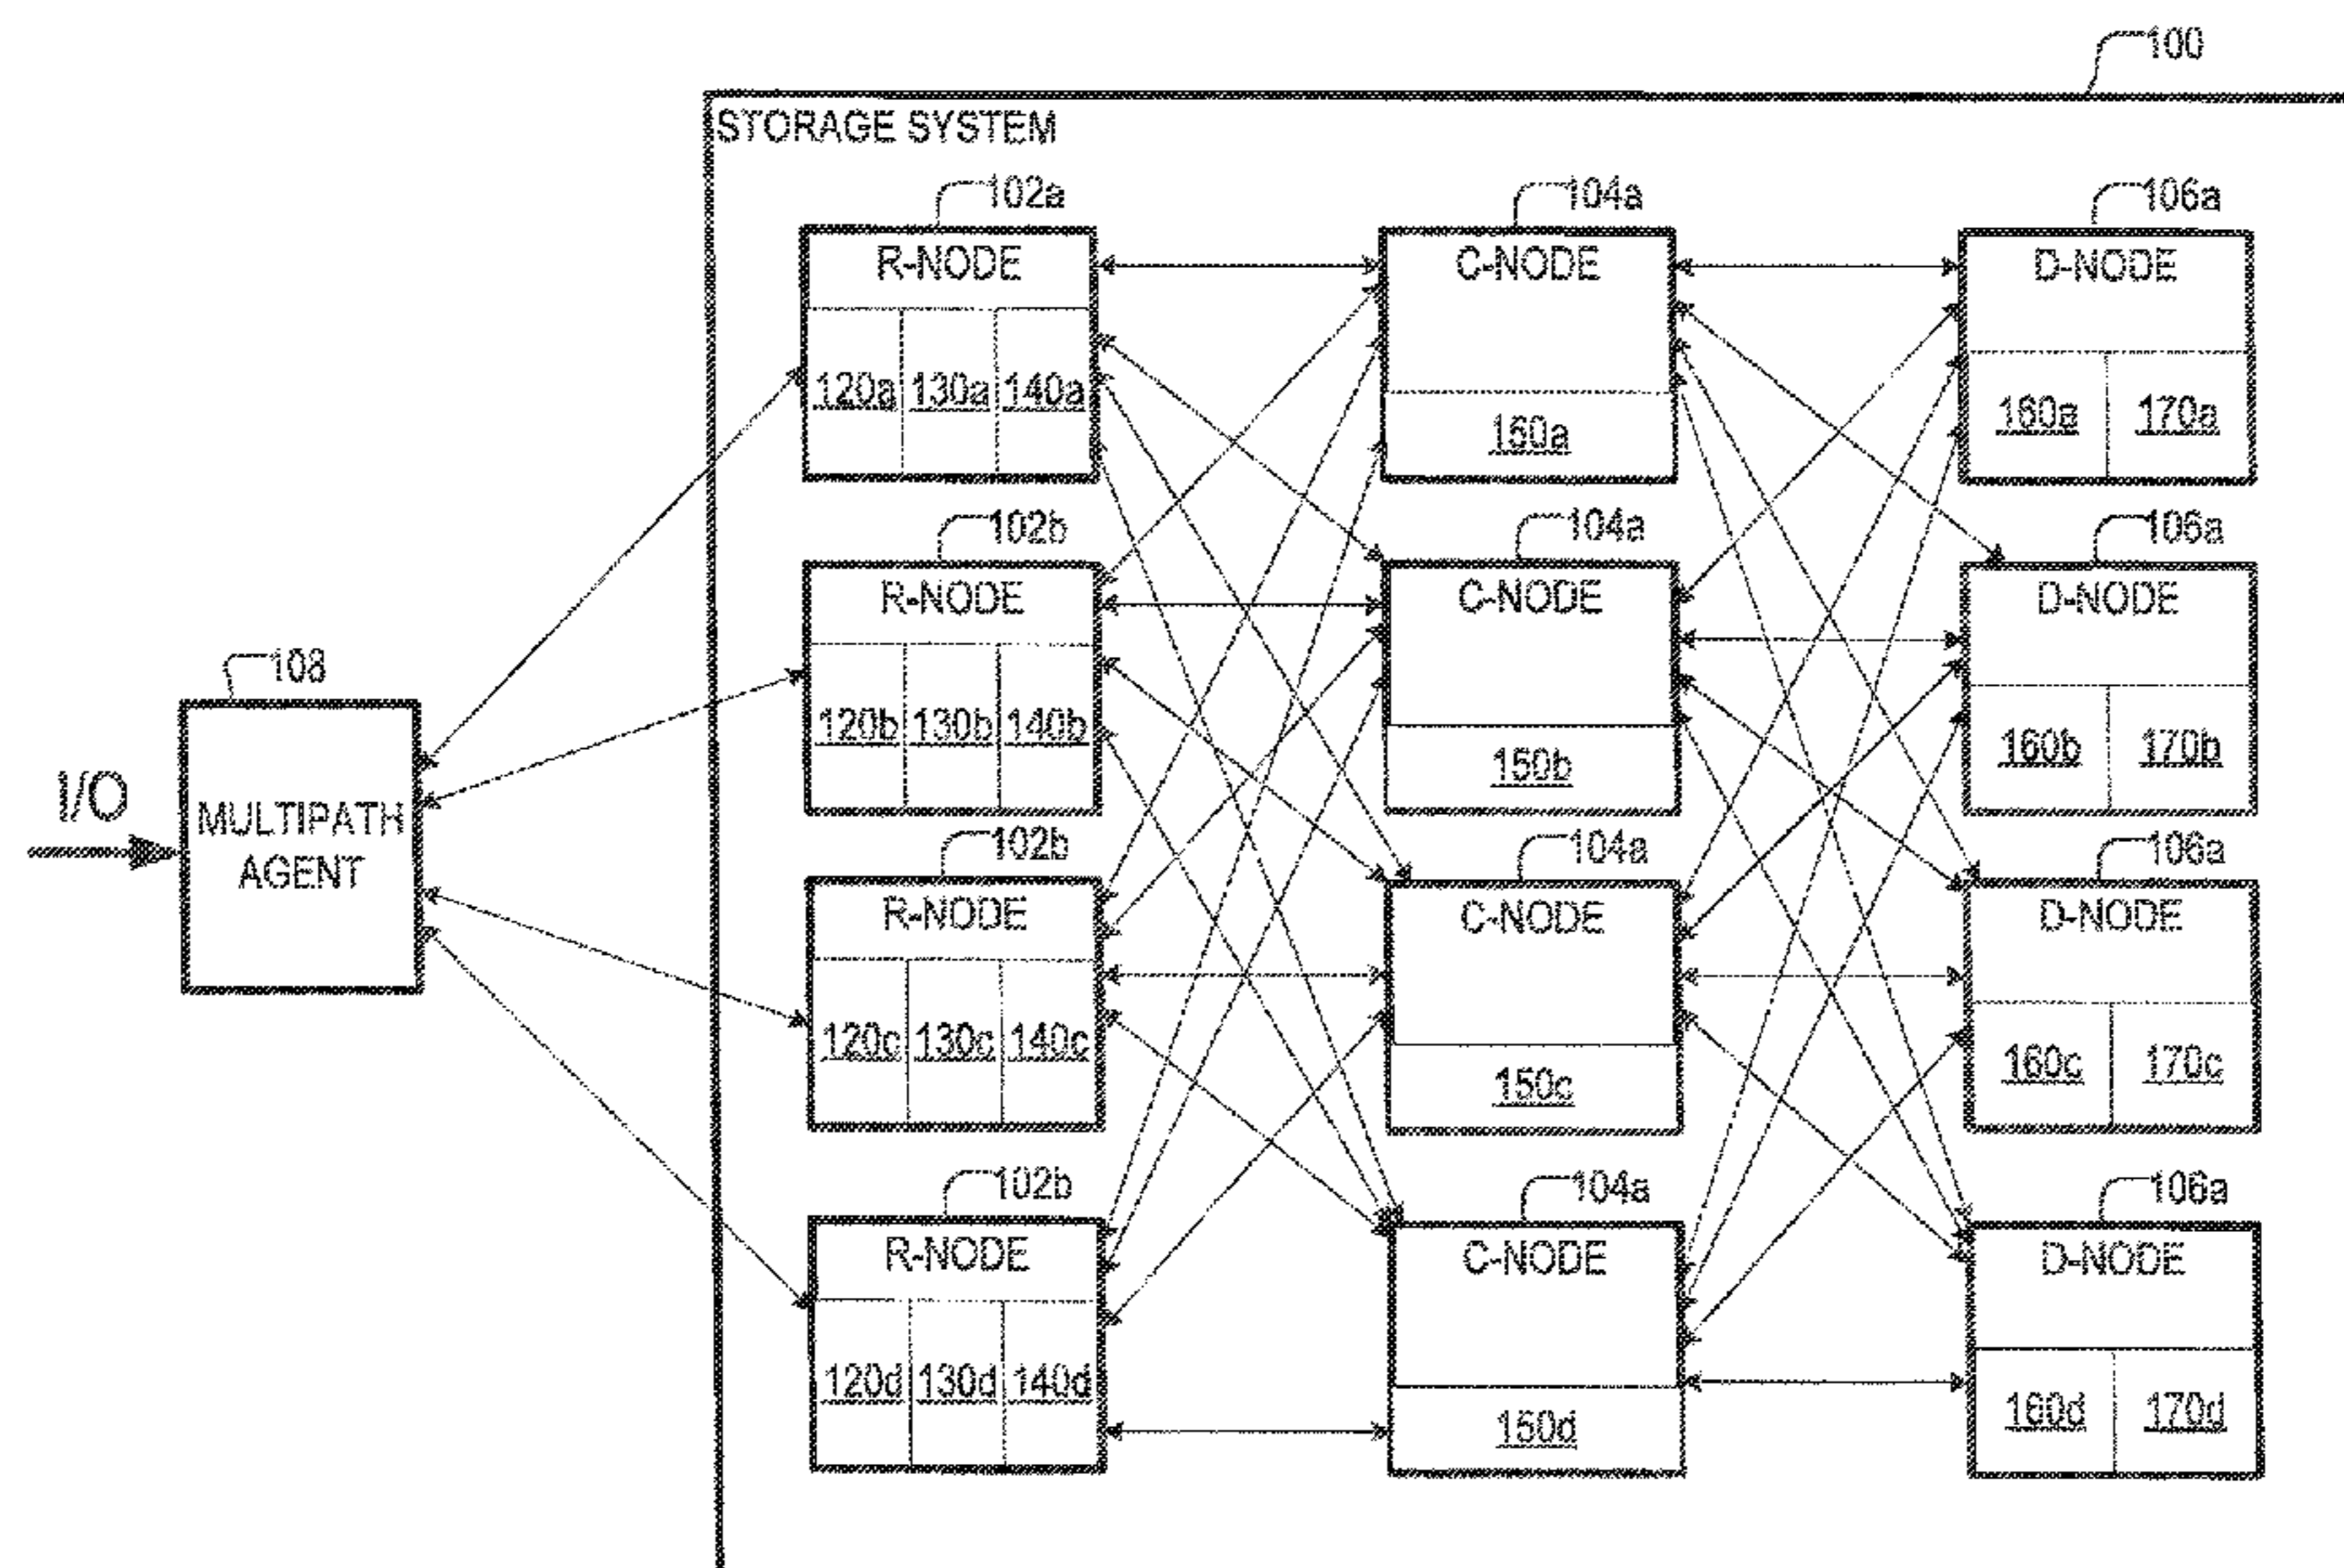 100
STORAGE SYSTEM
102a 104a 106a
R-NODE C-NODE D-NODE
120a 130a 140a 150a 160a 170a
102b 104a 106a
R-NODE C-NODE D-NODE
120b 130b 140b 150b 160b 170b
108
I/O
MULTIPATH
AGENT
102b 104a 106a
R-NODE C-NODE D-NODE
120c 130c 140c 150c 160c 170c
102b 104a 106a
R-NODE C-NODE D-NODE
120d 130d 140d 150d 160d 170d